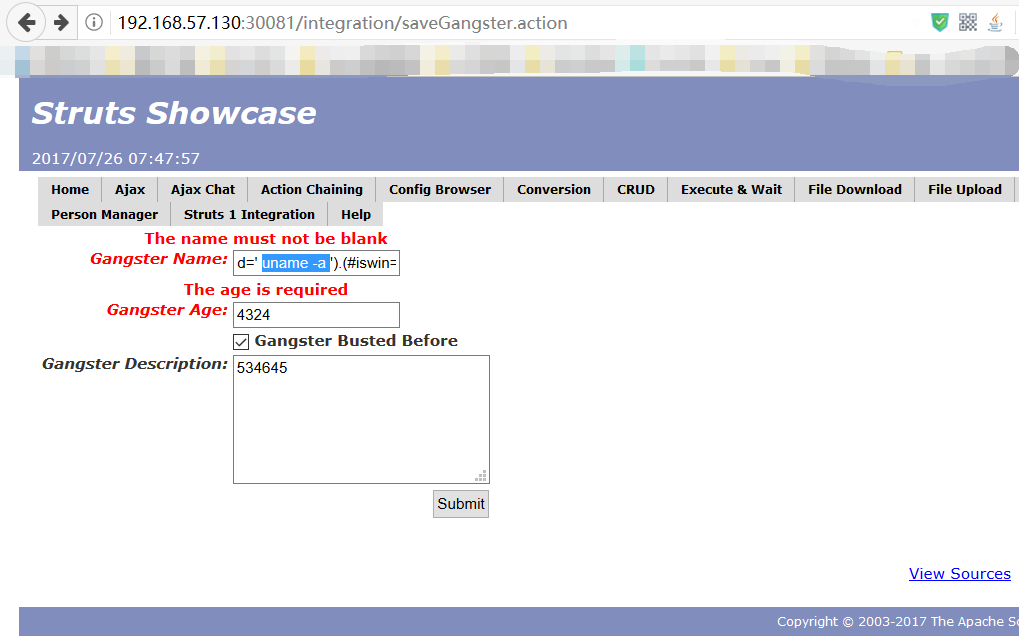 192.168.57.130:30081/integration/saveGangster.action
Struts Showcase
2017/07/26 07:47:57
Home Ajax Ajax Chat Action Chaining Config Browser Conversion CRUD Execute & Wait File Download File Upload
Person Manager Struts 1 Integration Help
The name must not be blank
Gangster Name: d=' uname -a ').(#iswin=
The age is required
Gangster Age: 4324
Gangster Busted Before
Gangster Description: 534645
Submit
View Sources
Copyright © 2003-2017 The Apache